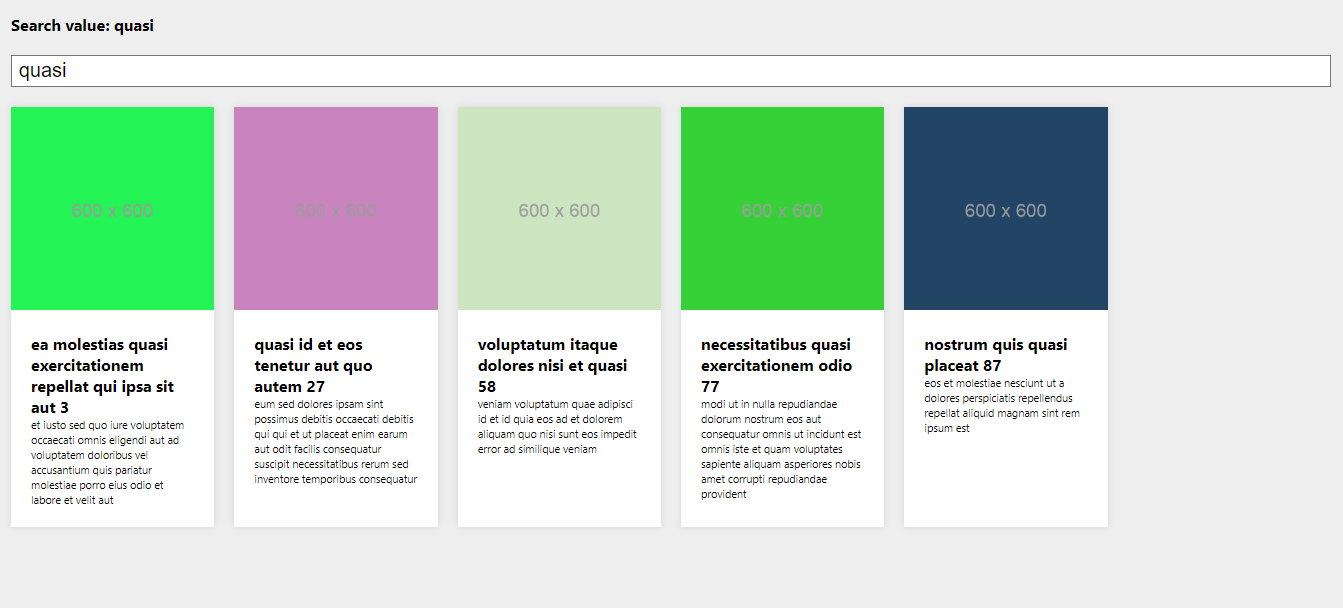 Search value: quasi
quasi
600 x 600
ea molestias quasi
exercitationem
repellat qui ipsa sit
aut 3
et iusto sed quo iure voluptatem
occaecati omnis eligendi aut ad
voluptatem doloribus vel
accusantium quis pariatur
molestiae porro eius odio et
labore et velit aut
600 x 600
quasi id et eos
tenetur aut quo
autem 27
eum sed dolores ipsam sint
possimus debitis occaecati debitis
qui qui et ut placeat enim earum
aut odit facilis consequatur
suscipit necessitatibus rerum sed
inventore temporibus consequatur
600 x 600
voluptatum itaque
dolores nisi et quasi
58
veniam voluptatum quae adipisci
id et id quia eos ad et dolorem
aliquam quo nisi sunt eos impedit
error ad similique veniam
600 x 600
necessitatibus quasi
exercitationem odio
77
modi ut in nulla repudiandae
dolorum nostrum eos aut
consequatur omnis ut incidunt est
omnis iste et quam voluptates
sapiente aliquam asperiores nobis
amet corrupti repudiandae
provident
600 x 600
nostrum quis quasi
placeat 87
eos et molestiae nesciunt ut a
dolores perspiciatis repellendus
repellat aliquid magnam sint rem
ipsum est